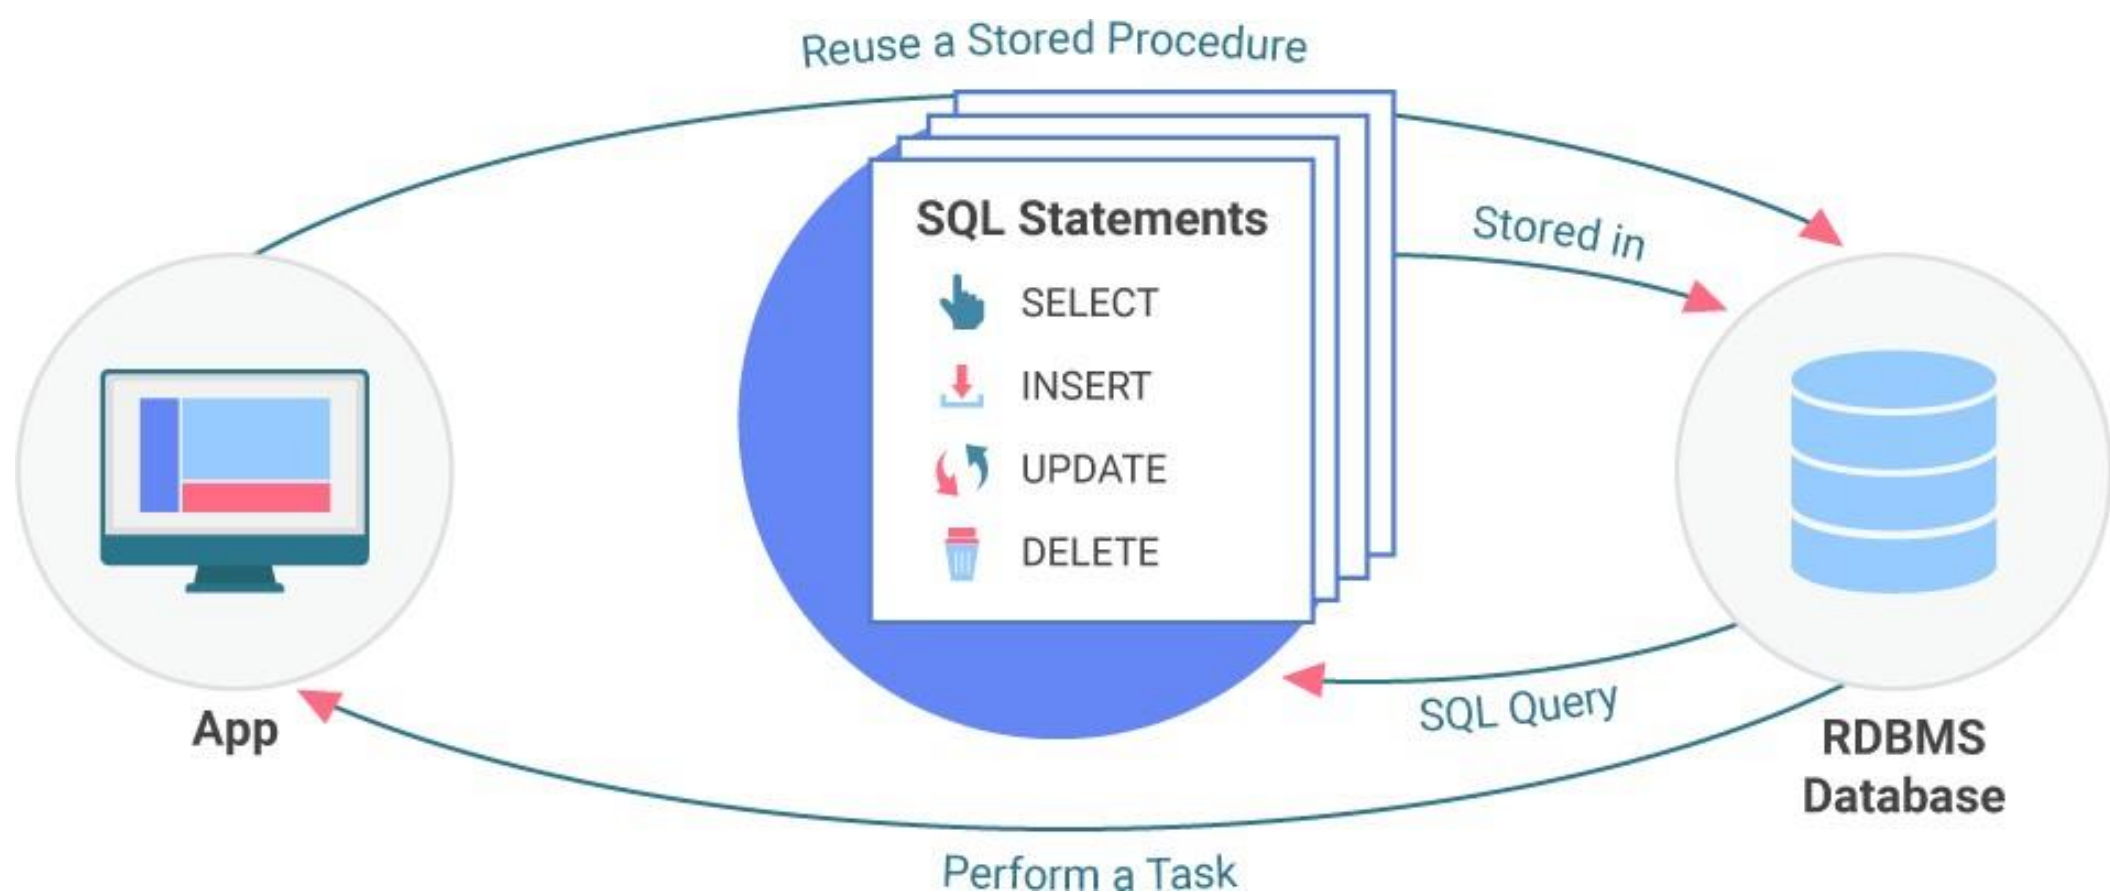 Reuse a Stored Procedure
SQL Statements
SELECT
INSERT
UPDATE
DELETE
Stored in
SQL Query
App
RDBMS
Database
Perform a Task